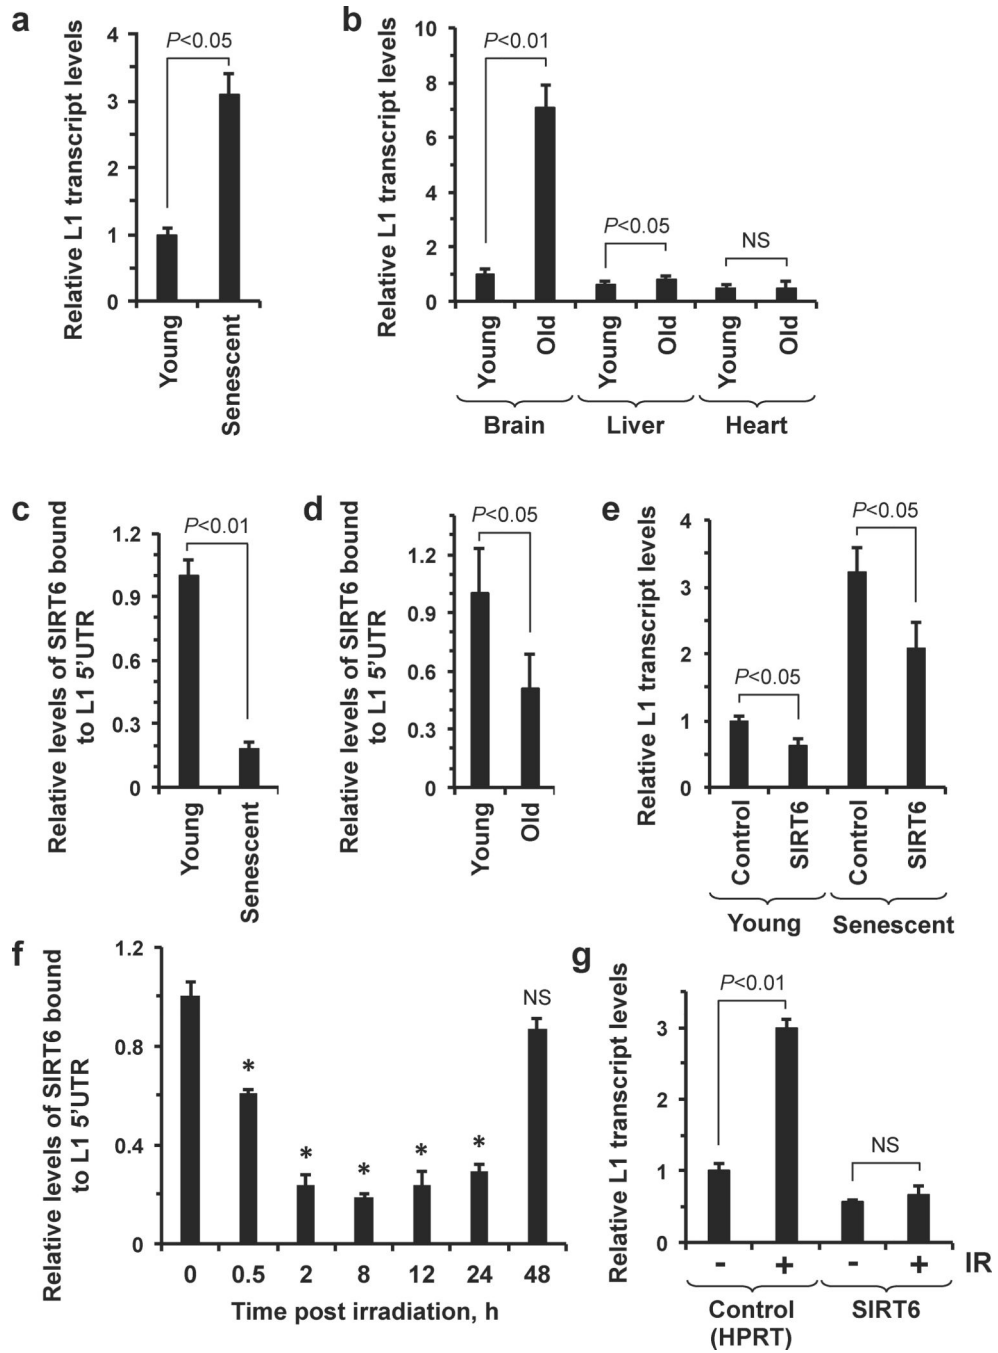 a
Relative L1 transcript levels
4
3
2
1
0
P<0.05
Young
Senescent
b
Relative L1 transcript levels
10
8
6
4
2
0
P<0.01
P<0.05
NS
Young
Old
Young
Old
Young
Old
Brain
Liver
Heart
c
Relative levels of SIRT6 bound
to L1 5'UTR
1.2
0.9
0.6
0.3
0
P<0.01
Young
Senescent
d
Relative levels of SIRT6 bound
to L1 5'UTR
1.2
0.9
0.6
0.3
0
P<0.05
Young
Old
e
Relative L1 transcript levels
4
3
2
1
0
P<0.05
P<0.05
Control
SIRT6
Control
SIRT6
Young
Senescent
f
Relative levels of SIRT6 bound
to L1 5'UTR
1.2
0.8
0.4
0
*
*
*
*
*
NS
0 0.5 2 8 12 24 48
Time post irradiation, h
g
Relative L1 transcript levels
3
2
1
0
P<0.01
NS
- + - + IR
Control
(HPRT)
SIRT6